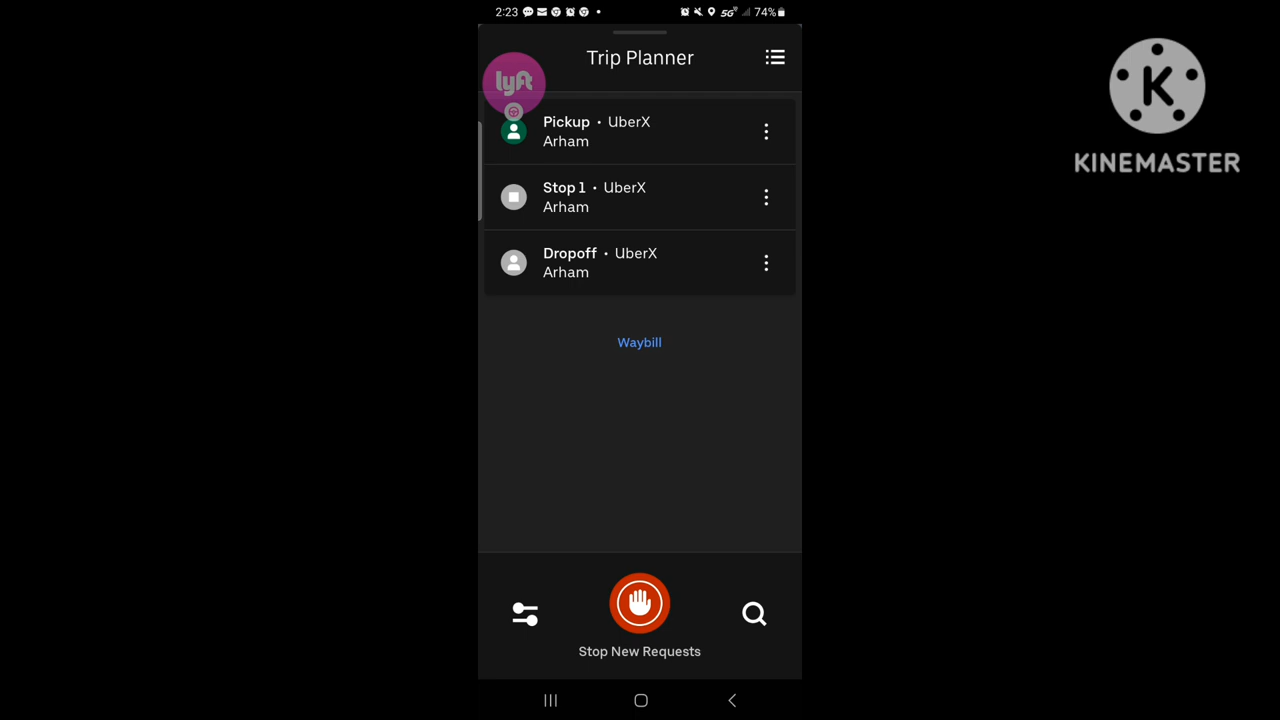 2:23
5G
74%
Trip Planner
lyft
Pickup • UberX
Arham
Stop 1 • UberX
Arham
Dropoff • UberX
Arham
Waybill
Stop New Requests
K
KINEMASTER